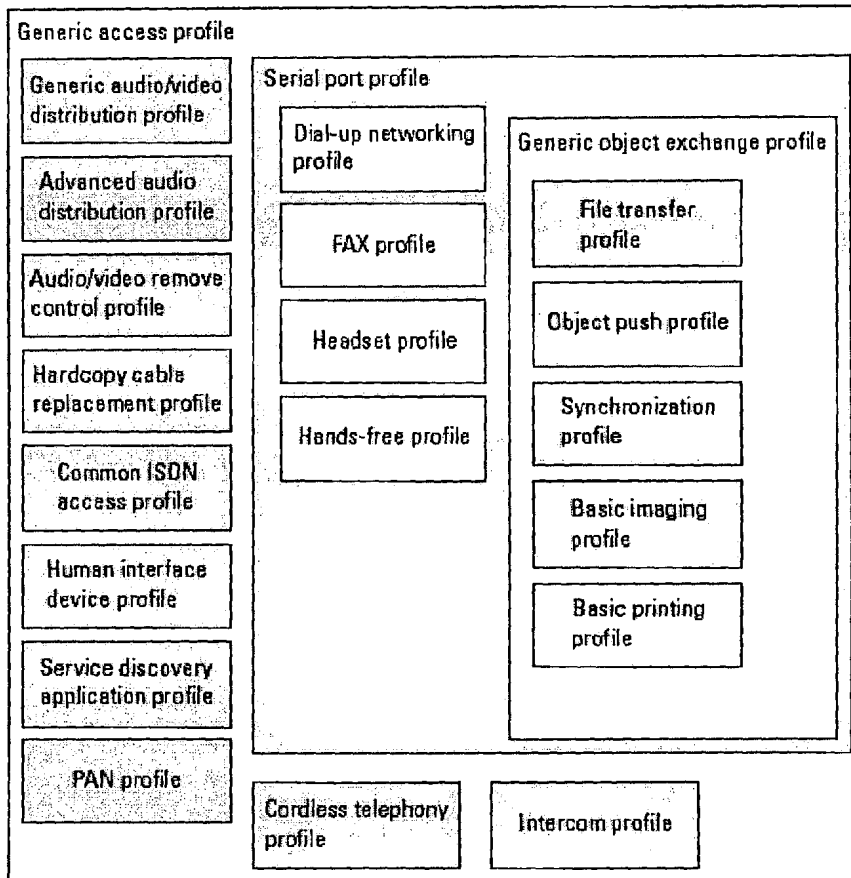 Generic access profile
Generic audio/video
distribution profile
Advanced audio
distribution profile
Audio/video remove
control profile
Hardcopy cable
replacement profile
Common ISDN
access profile
Human interface
device profile
Service discovery
application profile
PAN profile
Serial port profile
Dial-up networking
profile
FAX profile
Headset profile
Hands-free profile
Generic object exchange profile
File transfer
profile
Object push profile
Synchronization
profile
Basic imaging
profile
Basic printing
profile
Cordless telephony
profile
Intercom profile